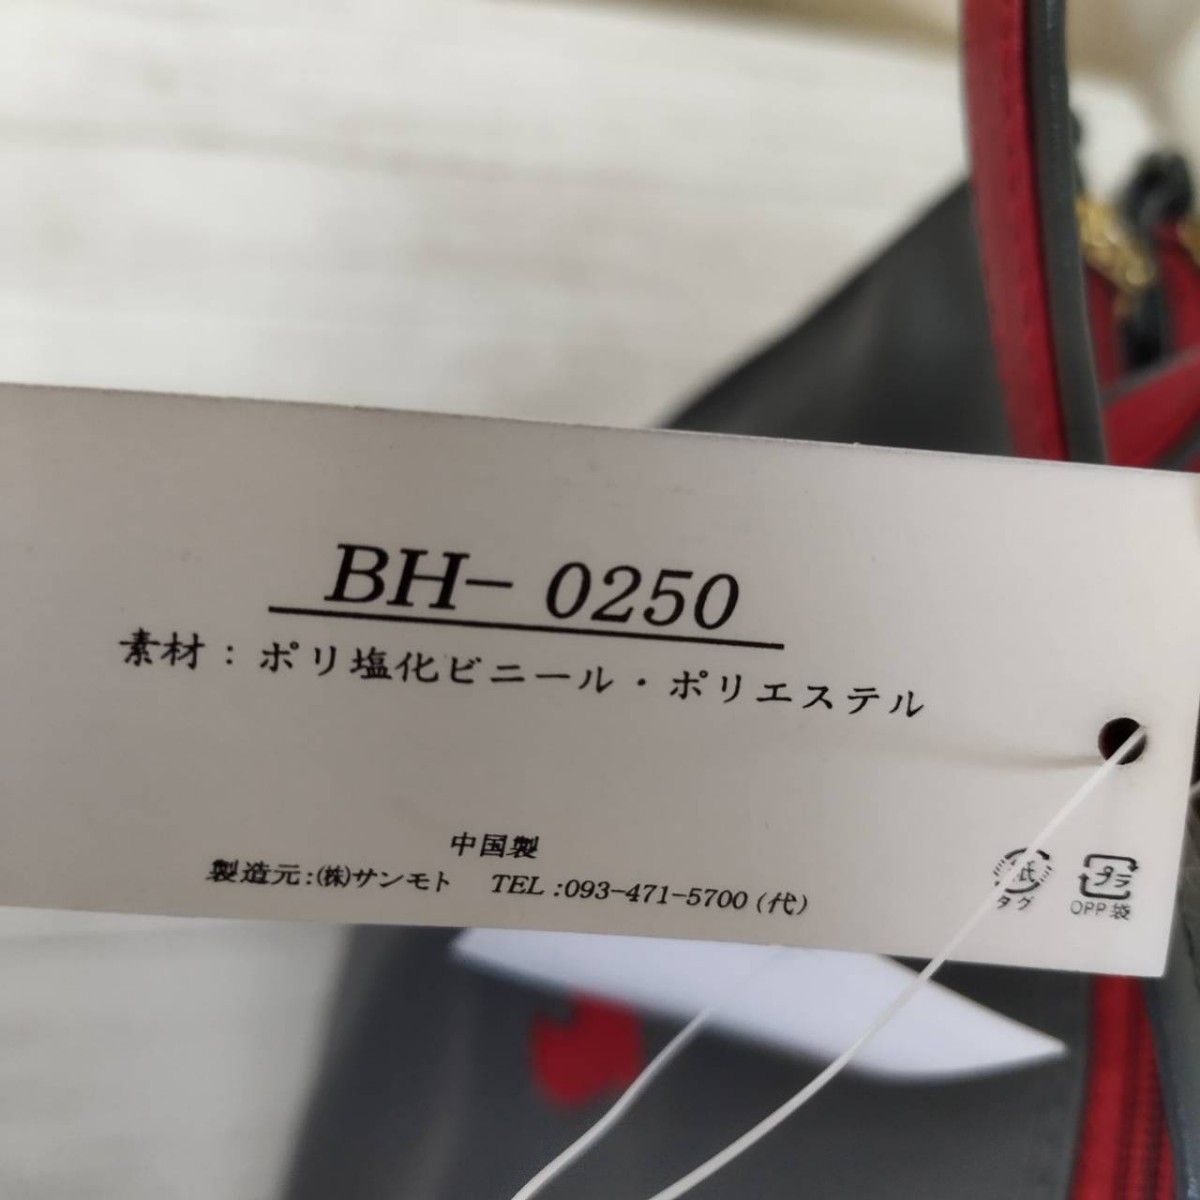 BH- 0250
素材：ポリ塩化ビニール・ポリエステル
中国製
製造元:㈱サンモト TEL:093-471-5700(代)
紙
タグ
プラ
OPP袋